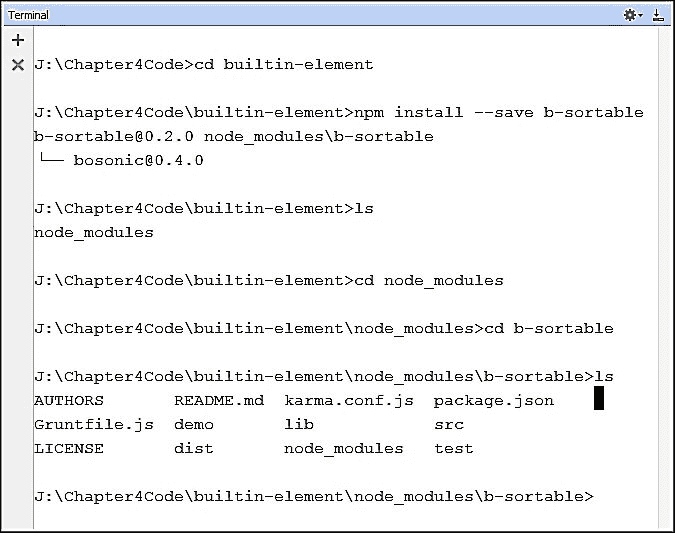 Terminal
J:\Chapter4Code>cd builtin-element
J:\Chapter4Code\builtin-element>npm install --save b-sortable
b-sortable@0.2.0 node_modules\b-sortable
└── bosonic@0.4.0
J:\Chapter4Code\builtin-element>ls
node_modules
J:\Chapter4Code\builtin-element>cd node_modules
J:\Chapter4Code\builtin-element\node_modules>cd b-sortable
J:\Chapter4Code\builtin-element\node_modules\b-sortable>ls
AUTHORS README.md karma.conf.js package.json
Gruntfile.js demo lib src
LICENSE dist node_modules test
J:\Chapter4Code\builtin-element\node_modules\b-sortable>